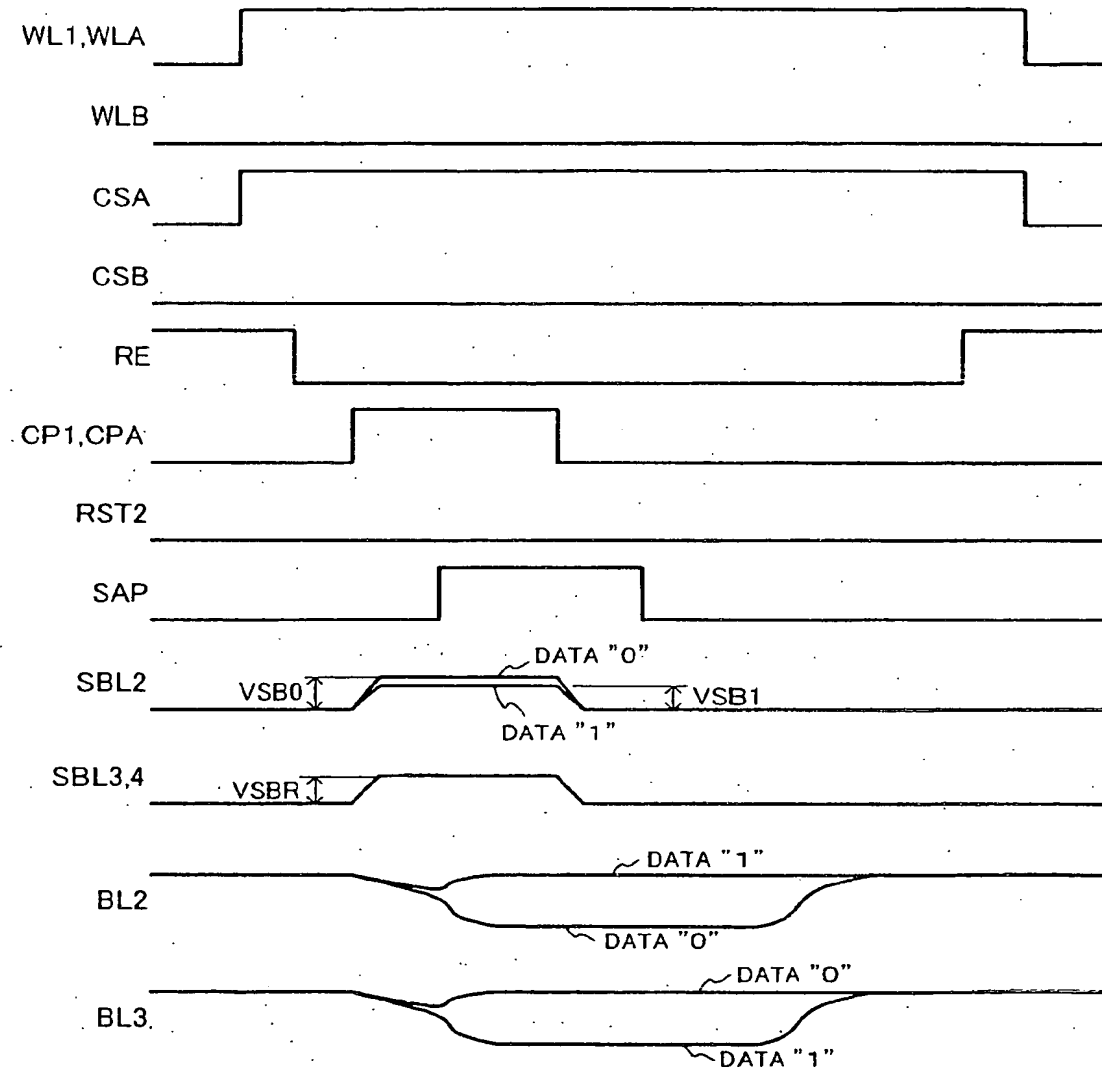 WL1,WLA
WLB
CSA
CSB
RE
CP1,CPA
RST2
SAP
DATA "0"
SBL2
VSB0
VSB1
DATA "1"
SBL3,4
VSBR
DATA "1"
BL2
DATA "0"
DATA "0"
BL3
DATA "1"